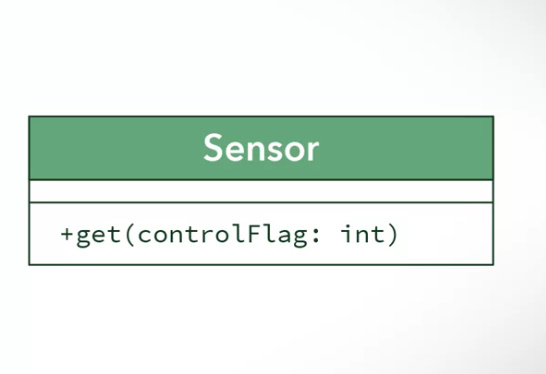 Sensor
+get(controlFlag: int)